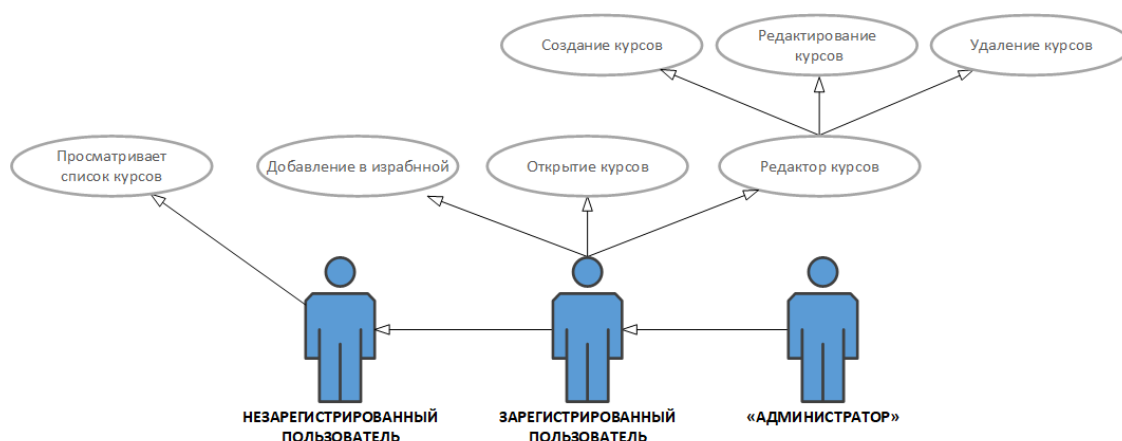 Создание курсов
Редактирование
курсов
Удаление курсов
Просматривает
список курсов
Добавление в израбнной
Открытие курсов
Редактор курсов
НЕЗАРЕГИСТРИРОВАННЫЙ
ПОЛЬЗОВАТЕЛЬ
ЗАРЕГИСТРИРОВАННЫЙ
ПОЛЬЗОВАТЕЛЬ
«АДМИНИСТРАТОР»